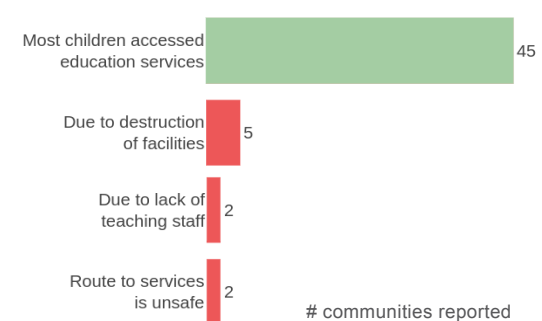 Most children accessed
education services
45
Due to destruction
of facilities
5
Due to lack of
teaching staff
2
Route to services
is unsafe
2
# communities reported